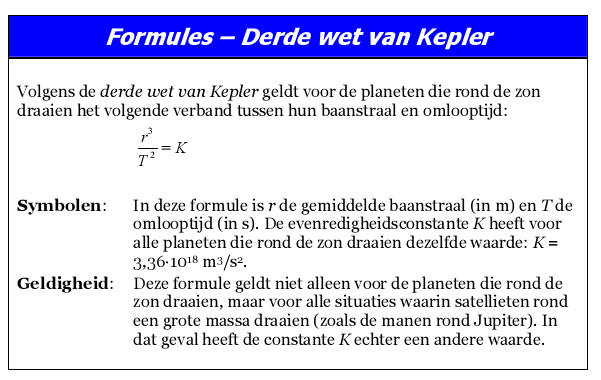 Formules – Derde wet van Kepler
Volgens de derde wet van Kepler geldt voor de planeten die rond de zon
draaien het volgende verband tussen hun baanstraal en omlooptijd:
r³/T² = K
Symbolen: In deze formule is r de gemiddelde baanstraal (in m) en T de
omlooptijd (in s). De evenredigheidsconstante K heeft voor
alle planeten die rond de zon draaien dezelfde waarde: K =
3,36·10¹⁸ m³/s².
Geldigheid: Deze formule geldt niet alleen voor de planeten die rond de
zon draaien, maar voor alle situaties waarin satellieten rond
een grote massa draaien (zoals de manen rond Jupiter). In
dat geval heeft de constante K echter een andere waarde.